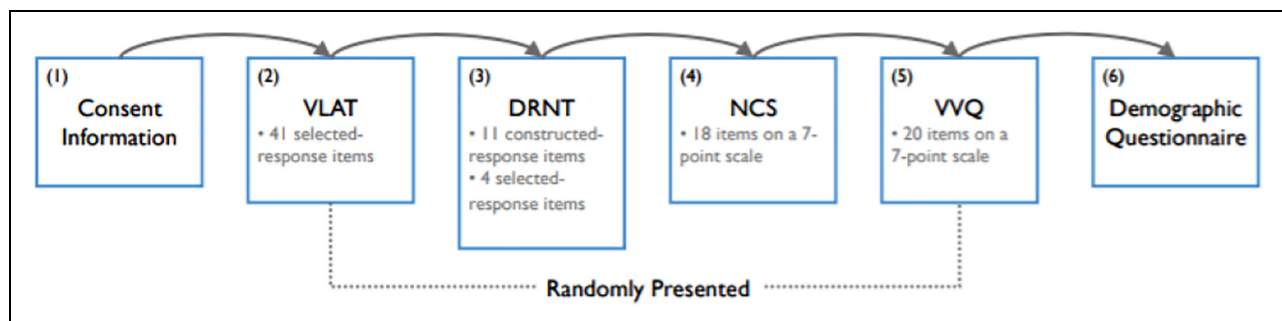 (1)
Consent
Information
(2)
VLAT
• 41 selected-
response items
(3)
DRNT
• 11 constructed-
response items
• 4 selected-
response items
(4)
NCS
• 18 items on a 7-
point scale
(5)
VVQ
• 20 items on a
7-point scale
(6)
Demographic
Questionnaire
Randomly Presented